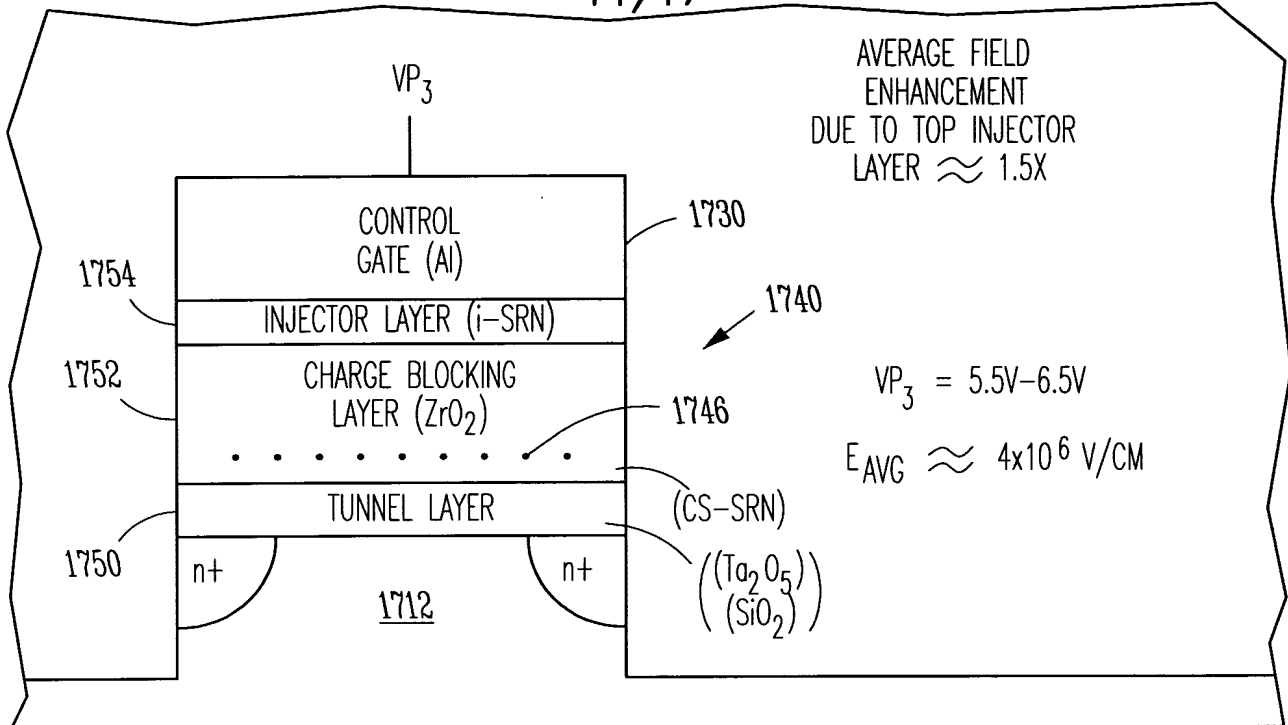 VP3
AVERAGE FIELD
ENHANCEMENT
DUE TO TOP INJECTOR
LAYER ≈ 1.5X
CONTROL
GATE (Al)
1730
1754
INJECTOR LAYER (i-SRN)
1740
1752
CHARGE BLOCKING
LAYER (ZrO2)
1746
VP3 = 5.5V-6.5V
EAVG ≈ 4x10^6 V/CM
TUNNEL LAYER
(CS-SRN)
1750
n+
n+
1712
((Ta2O5)
(SiO2))